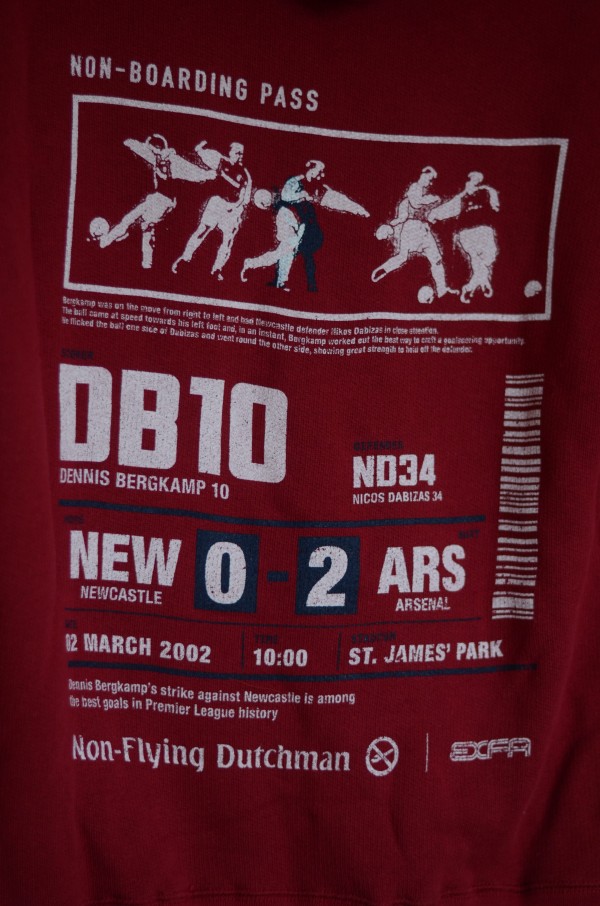 NON-BOARDING PASS
Bergkamp was on the move from right to left and had Newcastle defender Nikos Dabizas in close attention.
The ball came at speed towards his left foot and, in an instant, Bergkamp worked out the best way to craft a goalscoring opportunity.
He flicked the ball one side of Dabizas and went round the other side, showing great strength to hold off the defender.
DB10
DENNIS BERGKAMP 10
DEFENDER
ND34
NICOS DABIZAS 34
NEW 0 - 2 ARS
NEWCASTLE
ARSENAL
02 MARCH 2002
TIME
10:00
ST. JAMES' PARK
Dennis Bergkamp's strike against Newcastle is among
the best goals in Premier League history
Non-Flying Dutchman